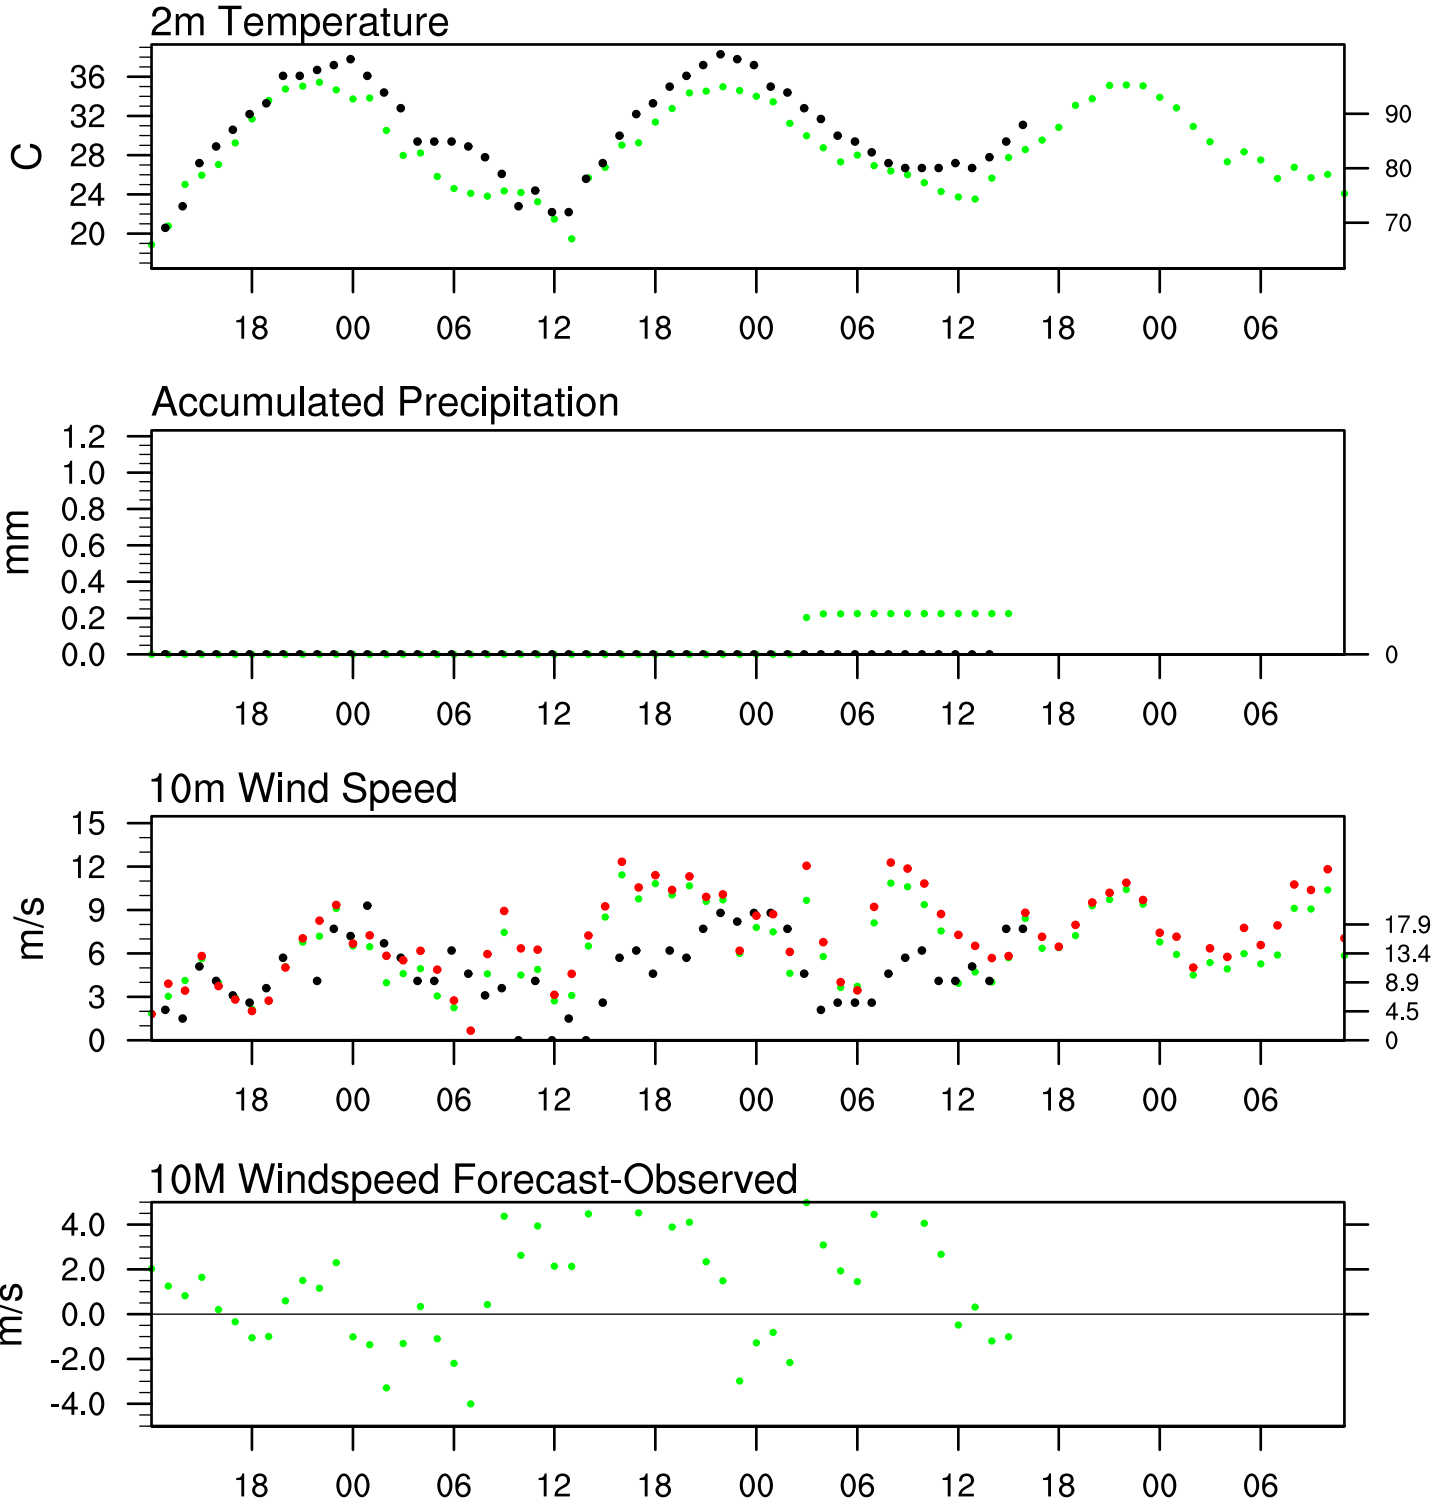 2m Temperature
C
36
32
28
24
20
90
80
70
18 00 06 12 18 00 06 12 18 00 06
Accumulated Precipitation
mm
1.2
1.0
0.8
0.6
0.4
0.2
0.0
0
18 00 06 12 18 00 06 12 18 00 06
10m Wind Speed
m/s
15
12
9
6
3
0
17.9
13.4
8.9
4.5
0
18 00 06 12 18 00 06 12 18 00 06
10M Windspeed Forecast-Observed
m/s
4.0
2.0
0.0
-2.0
-4.0
18 00 06 12 18 00 06 12 18 00 06